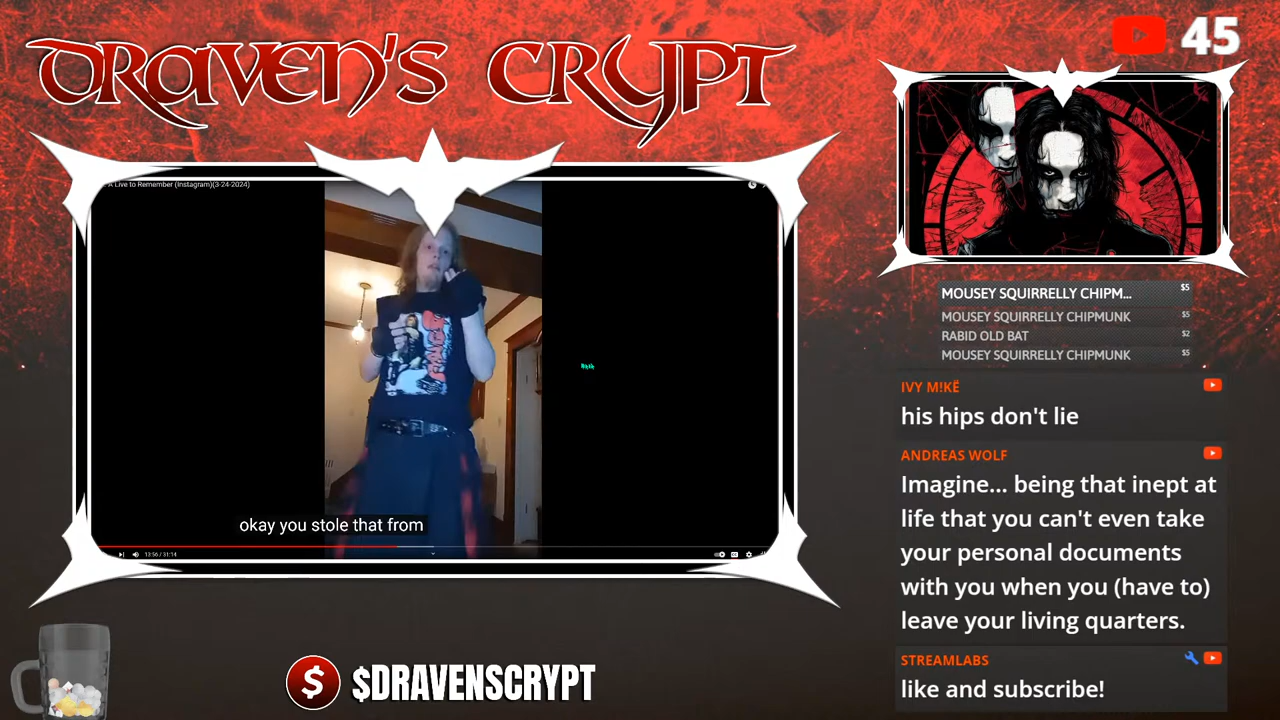 DRAVEN'S CRYPT
45
A Live to Remember (Instagram)(3-24-2024)
okay you stole that from
13:56 / 31:14
MOUSEY SQUIRRELLY CHIPM... $5
MOUSEY SQUIRRELLY CHIPMUNK $5
RABID OLD BAT $2
MOUSEY SQUIRRELLY CHIPMUNK $5
IVY M!KË
his hips don't lie
ANDREAS WOLF
Imagine... being that inept at
life that you can't even take
your personal documents
with you when you (have to)
leave your living quarters.
STREAMLABS
like and subscribe!
$ $DRAVENSCRYPT